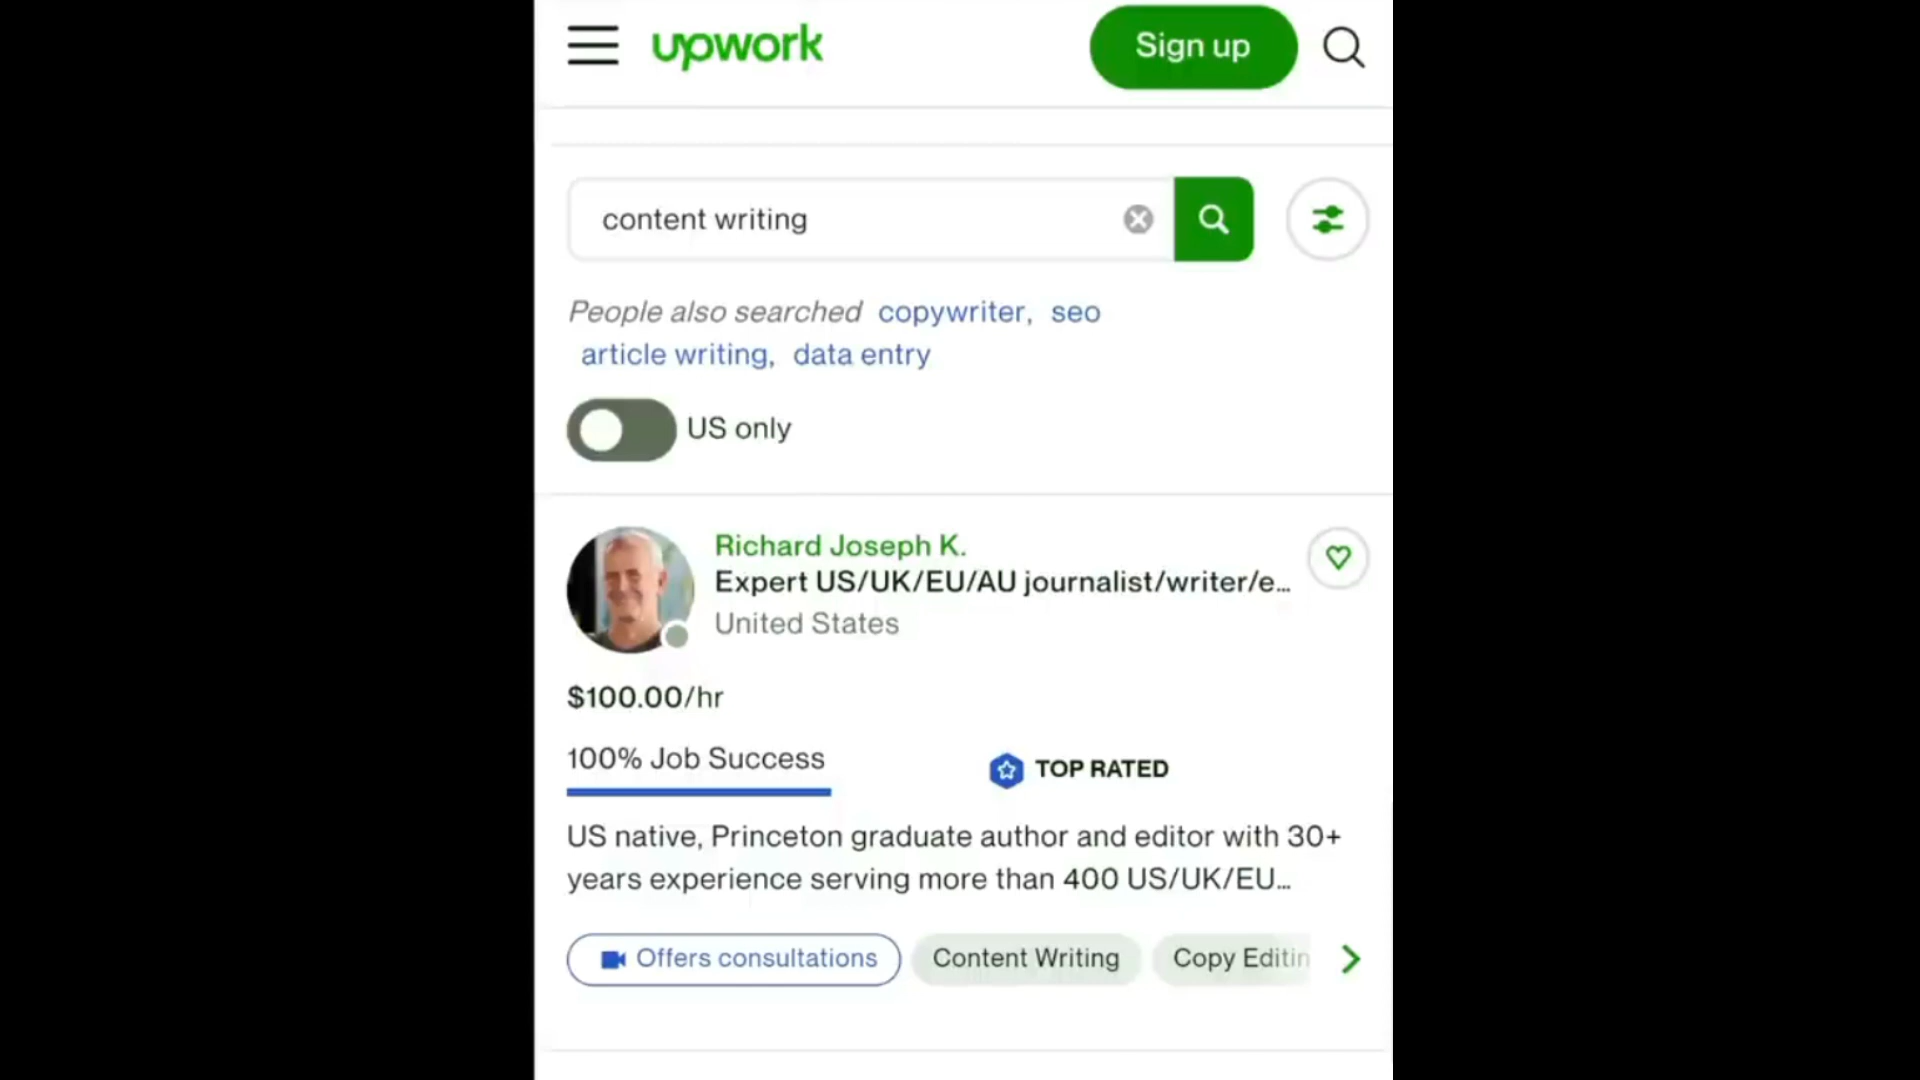 upwork
Sign up
content writing
People also searched copywriter, seo
article writing, data entry
US only
Richard Joseph K.
Expert US/UK/EU/AU journalist/writer/e...
United States
$100.00/hr
100% Job Success
TOP RATED
US native, Princeton graduate author and editor with 30+
years experience serving more than 400 US/UK/EU...
Offers consultations
Content Writing
Copy Editin